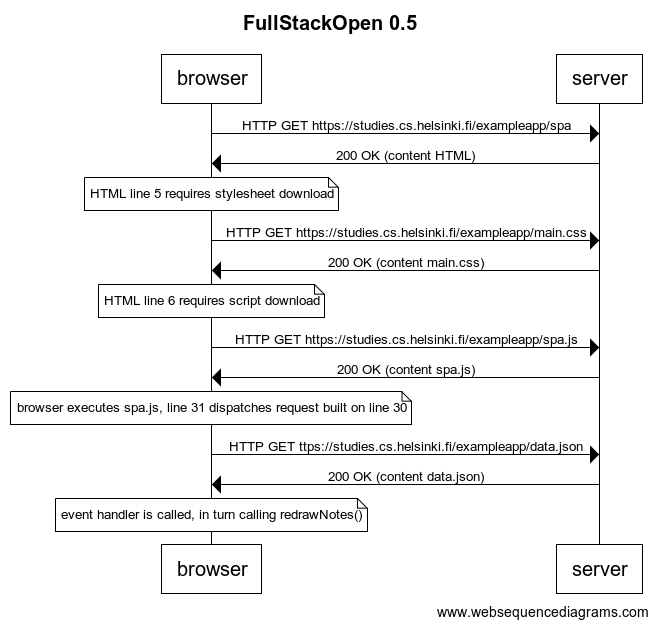 FullStackOpen 0.5
browser
server
HTTP GET https://studies.cs.helsinki.fi/exampleapp/spa
200 OK (content HTML)
HTML line 5 requires stylesheet download
HTTP GET https://studies.cs.helsinki.fi/exampleapp/main.css
200 OK (content main.css)
HTML line 6 requires script download
HTTP GET https://studies.cs.helsinki.fi/exampleapp/spa.js
200 OK (content spa.js)
browser executes spa.js, line 31 dispatches request built on line 30
HTTP GET ttps://studies.cs.helsinki.fi/exampleapp/data.json
200 OK (content data.json)
event handler is called, in turn calling redrawNotes()
browser
server
www.websequencediagrams.com